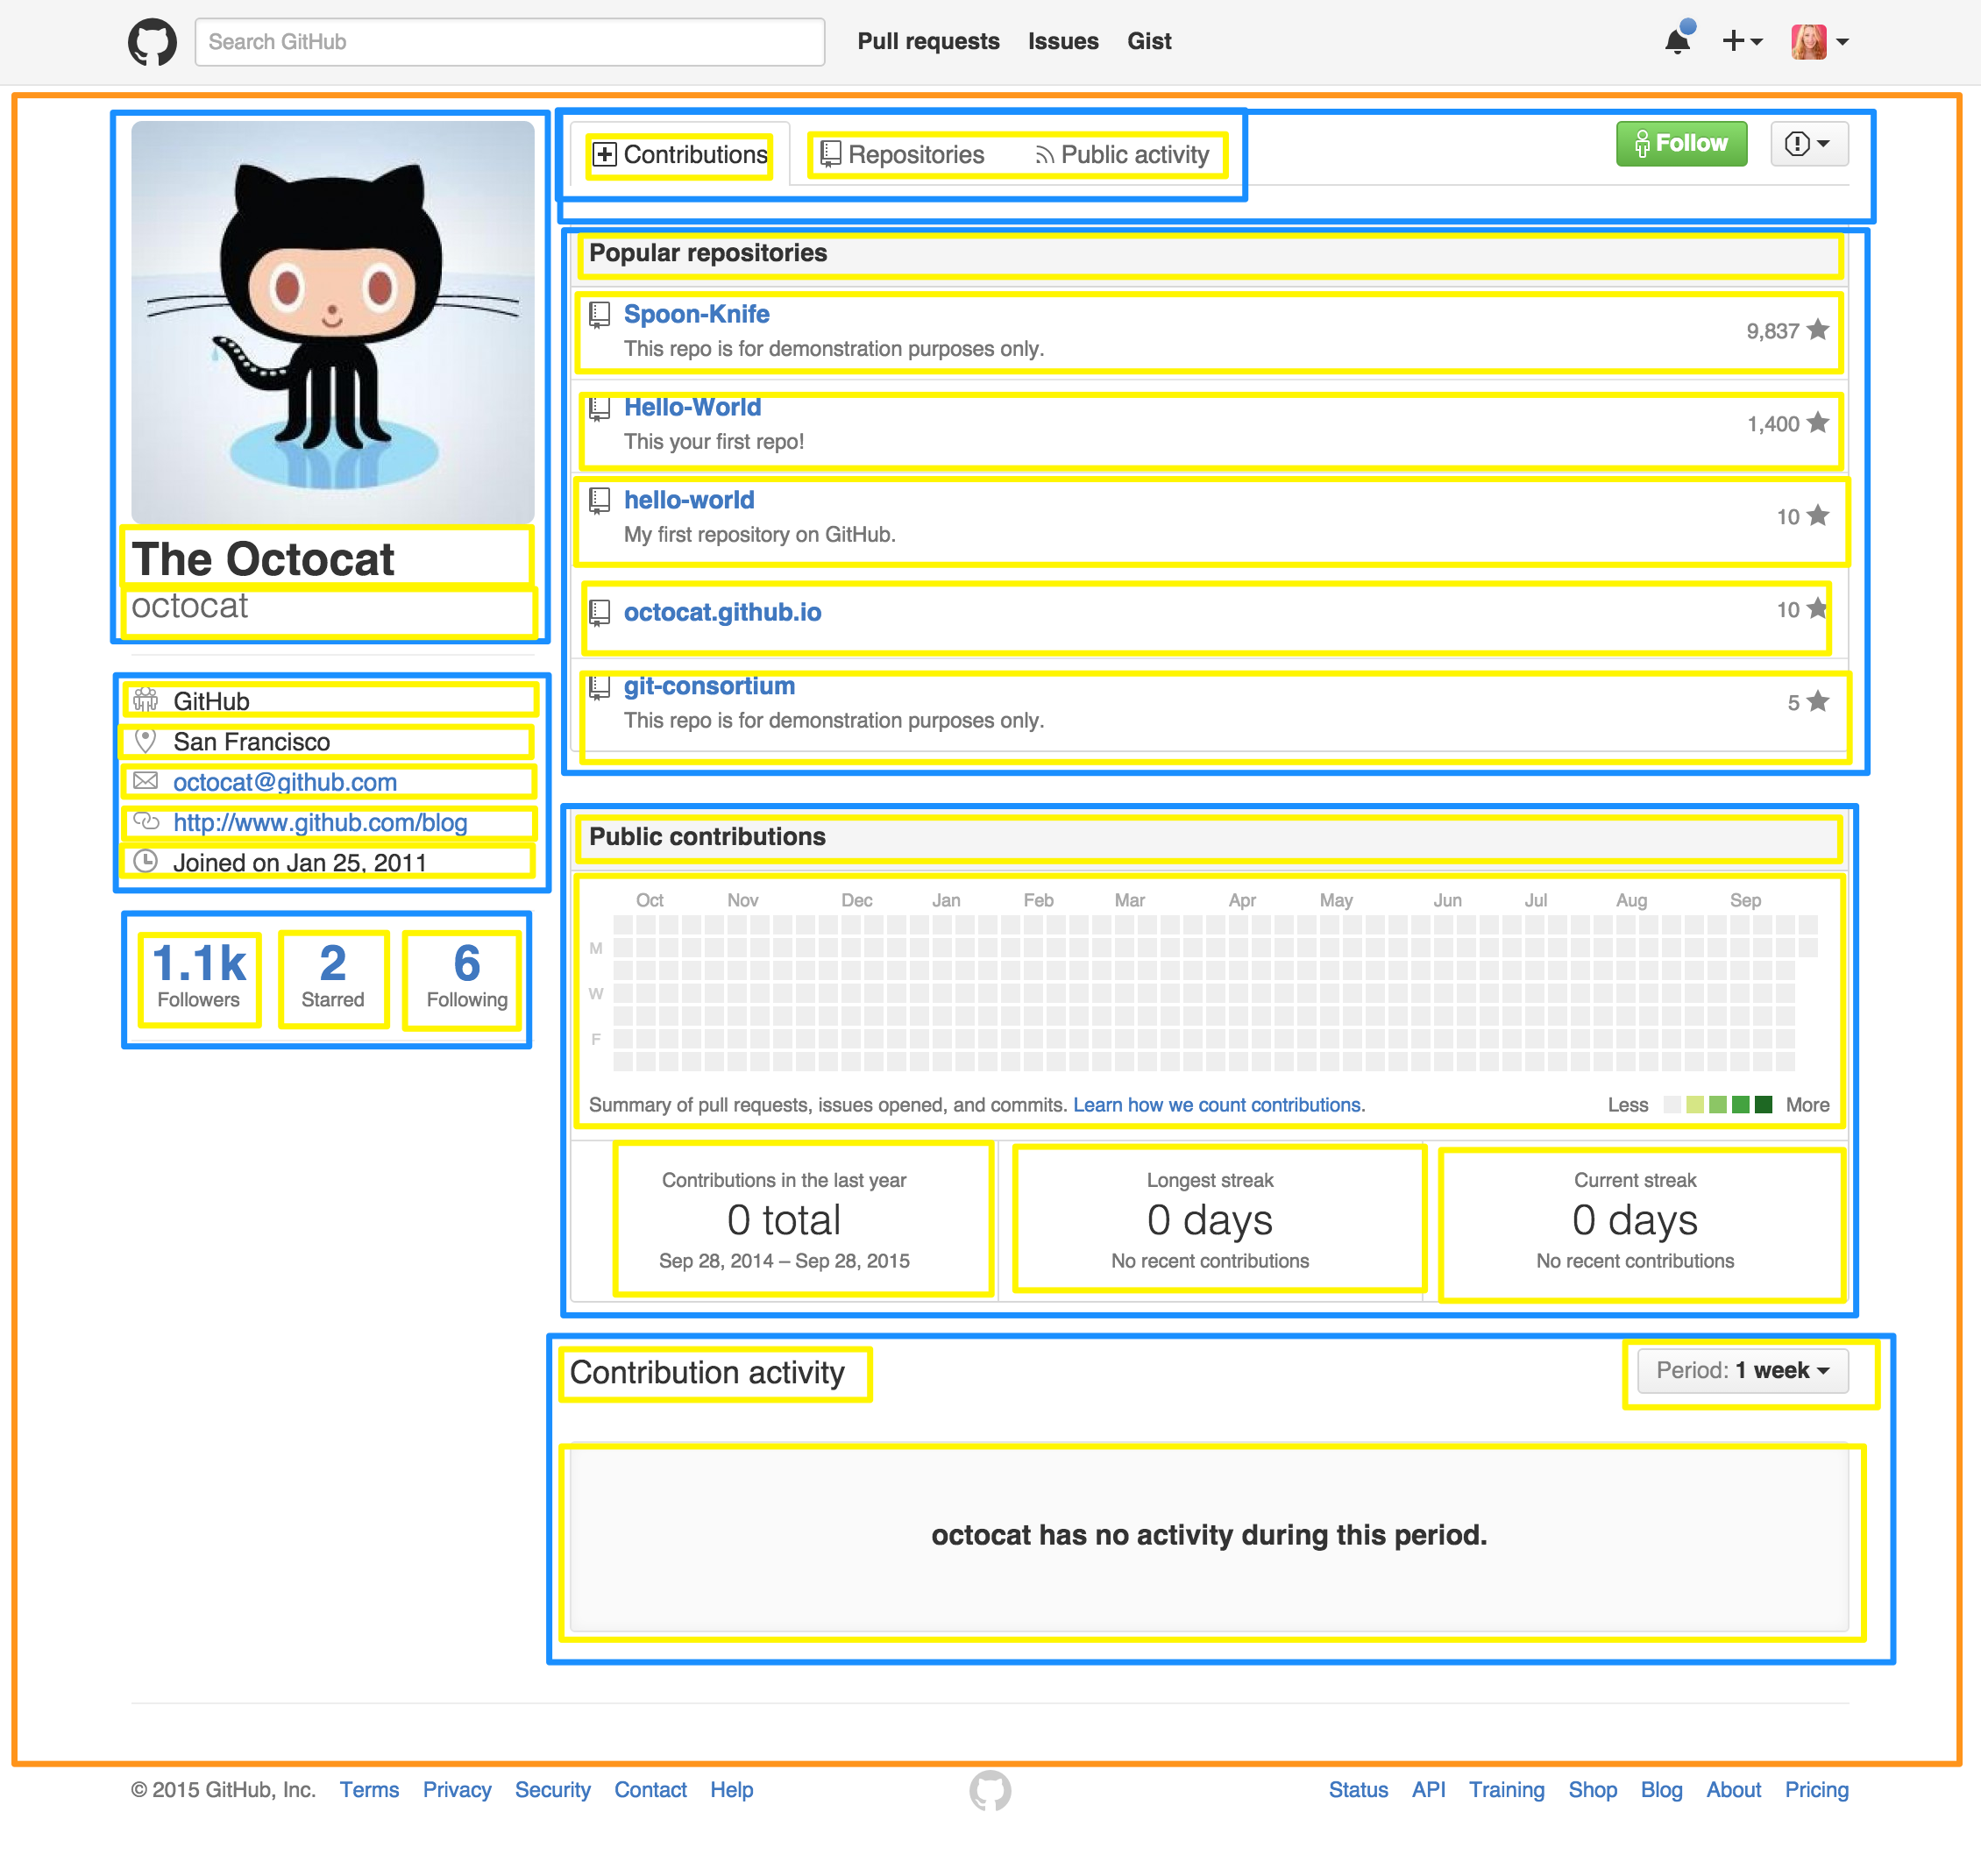 Search GitHub
Pull requests Issues Gist
Contributions Repositories Public activity
Follow
The Octocat
octocat
GitHub
San Francisco
octocat@github.com
http://www.github.com/blog
Joined on Jan 25, 2011
1.1k 2 6
Followers Starred Following
Popular repositories
Spoon-Knife
This repo is for demonstration purposes only.
9,837
Hello-World
This your first repo!
1,400
hello-world
My first repository on GitHub.
10
octocat.github.io
10
git-consortium
This repo is for demonstration purposes only.
5
Public contributions
Oct Nov Dec Jan Feb Mar Apr May Jun Jul Aug Sep
M
W
F
Summary of pull requests, issues opened, and commits. Learn how we count contributions.
Less More
Contributions in the last year
0 total
Sep 28, 2014 – Sep 28, 2015
Longest streak
0 days
No recent contributions
Current streak
0 days
No recent contributions
Contribution activity
Period: 1 week
octocat has no activity during this period.
© 2015 GitHub, Inc. Terms Privacy Security Contact Help
Status API Training Shop Blog About Pricing